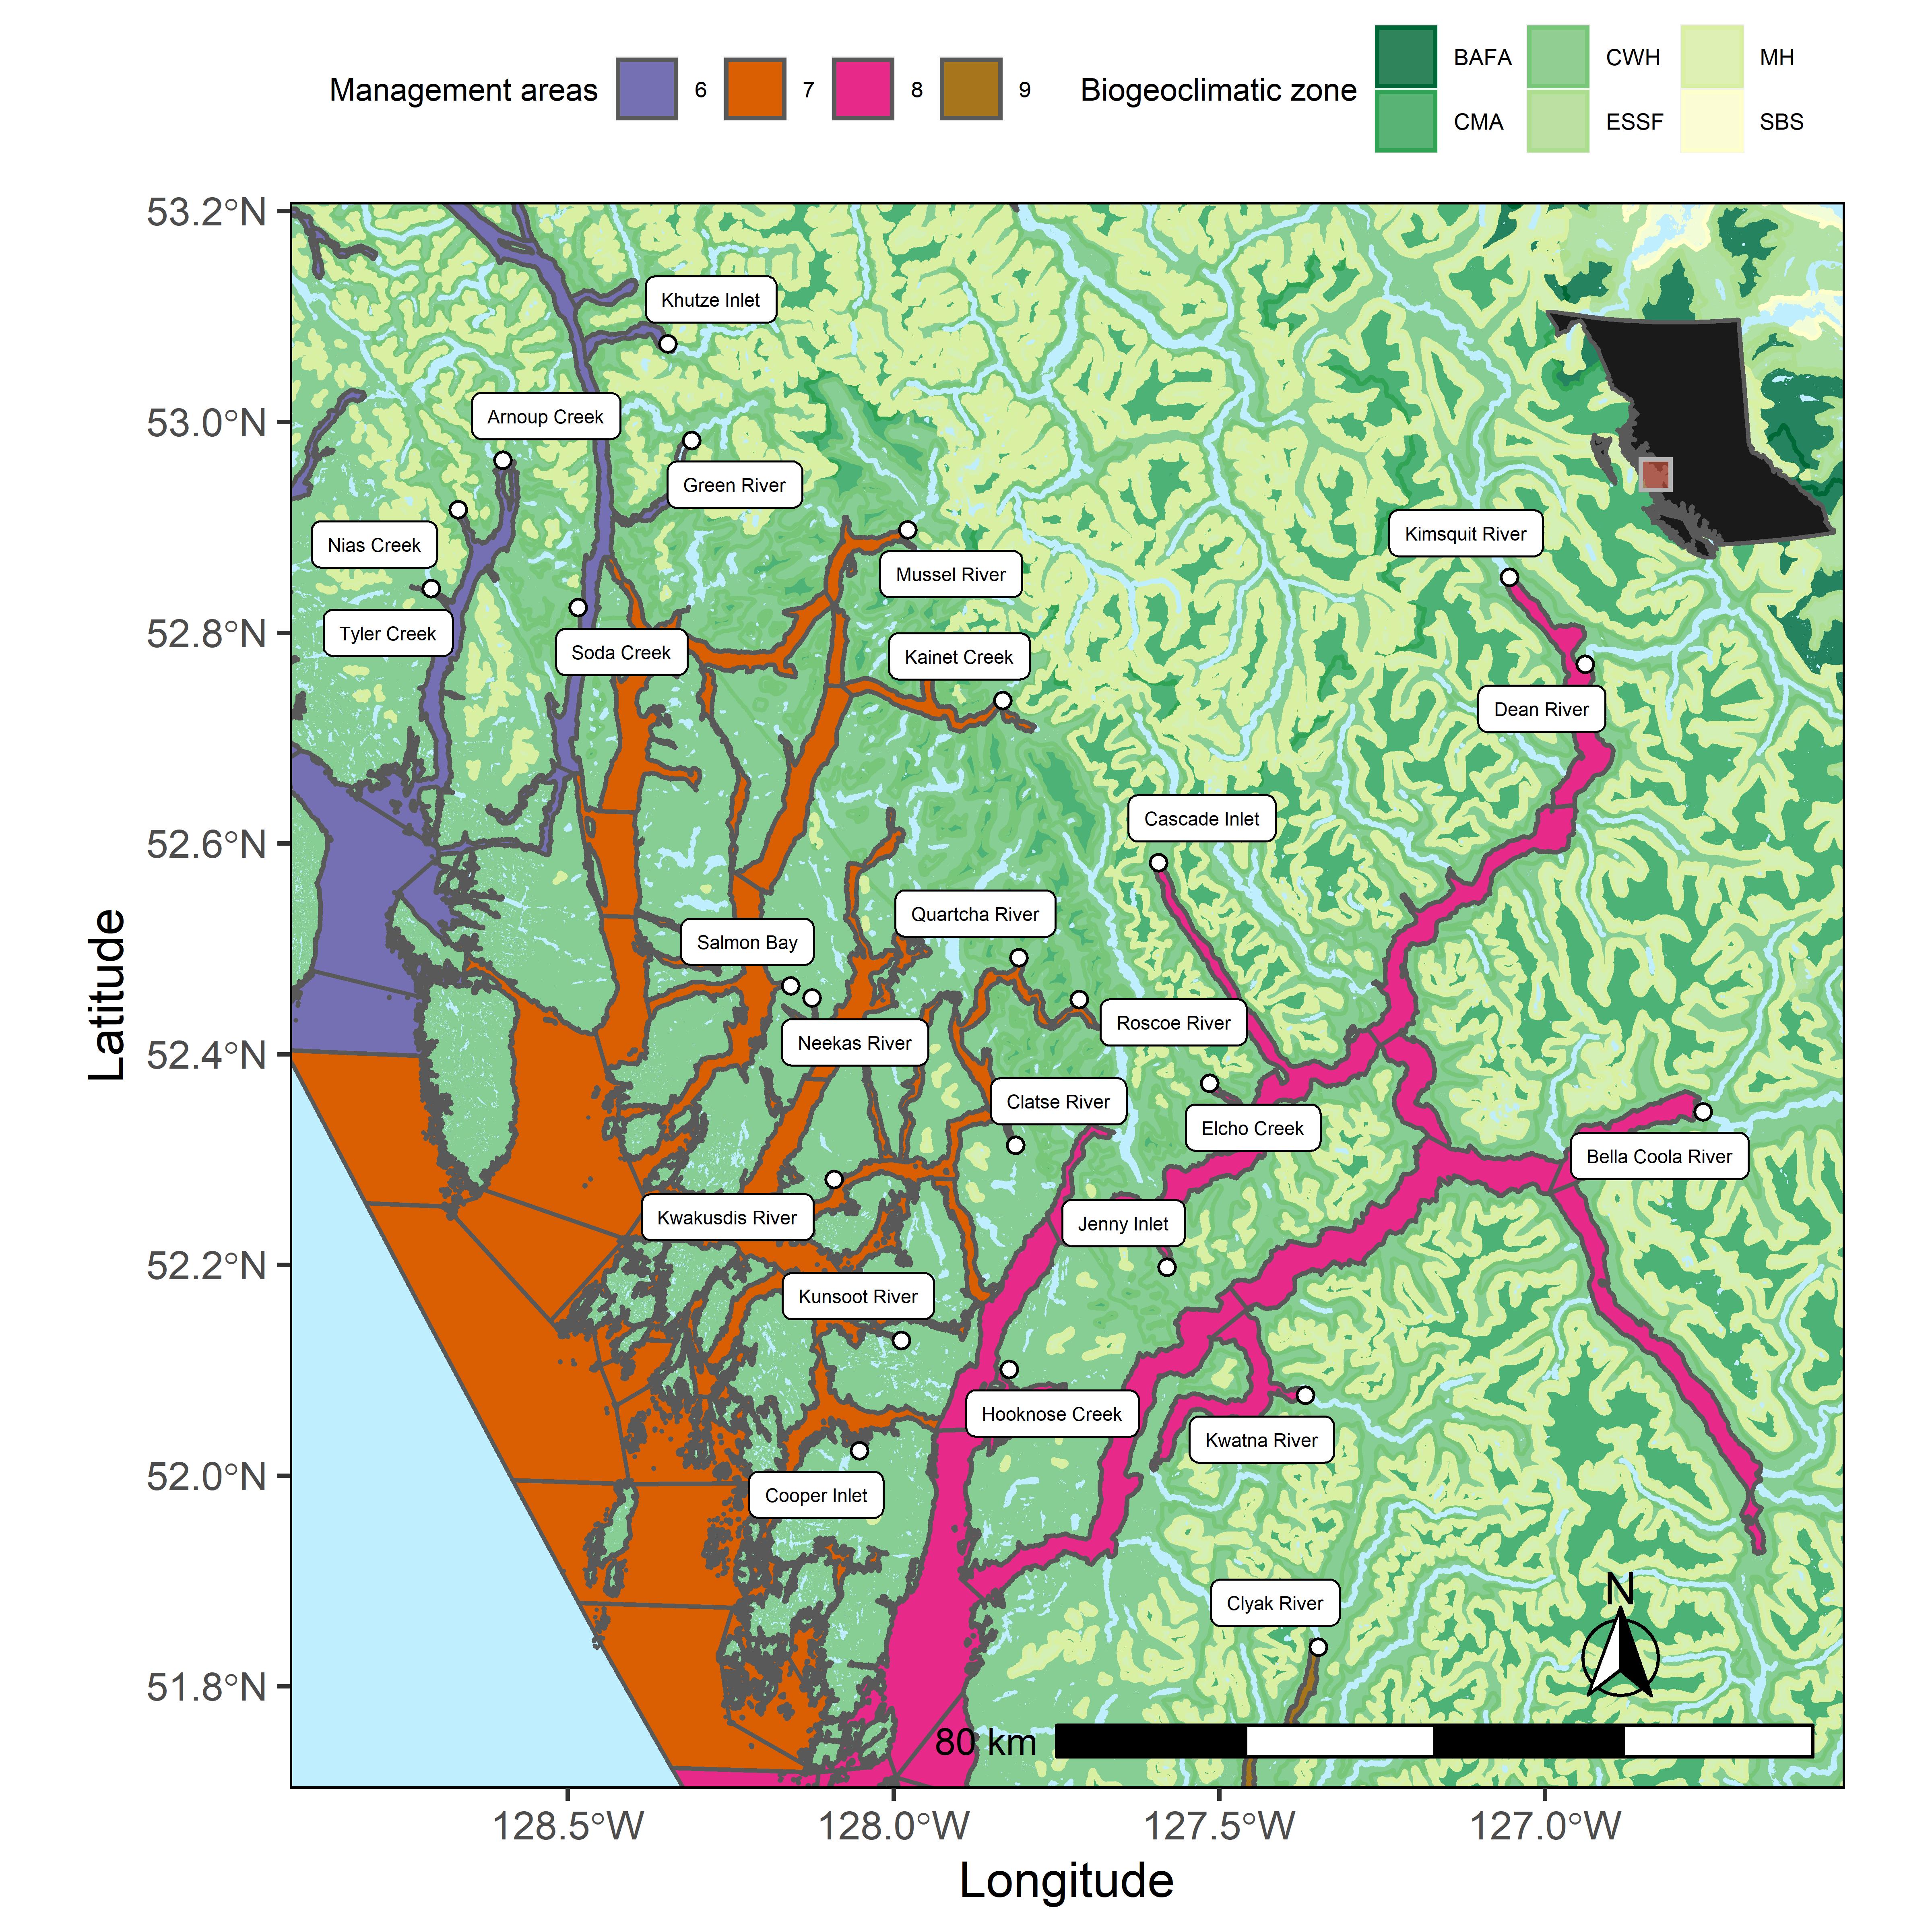 Management areas 6 7 8 9 Biogeoclimatic zone BAFA CWH MH
CMA ESSF SBS
53.2°N
53.0°N
52.8°N
52.6°N
52.4°N
52.2°N
52.0°N
51.8°N
Latitude
Khutze Inlet
Arnoup Creek
Green River
Nias Creek
Kimsquit River
Mussel River
Tyler Creek
Soda Creek
Kainet Creek
Dean River
Cascade Inlet
Quartcha River
Salmon Bay
Roscoe River
Neekas River
Clatse River
Elcho Creek
Bella Coola River
Kwakusdis River
Jenny Inlet
Kunsoot River
Hooknose Creek
Kwatna River
Cooper Inlet
Clyak River
N
80 km
128.5°W 128.0°W 127.5°W 127.0°W
Longitude